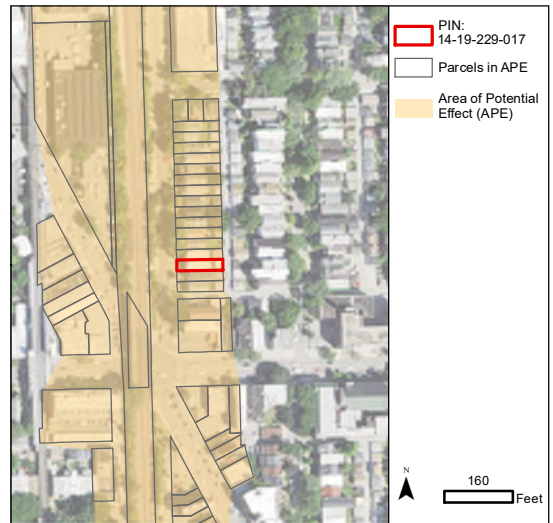 PIN:
14-19-229-017
Parcels in APE
Area of Potential
Effect (APE)
N
160
Feet